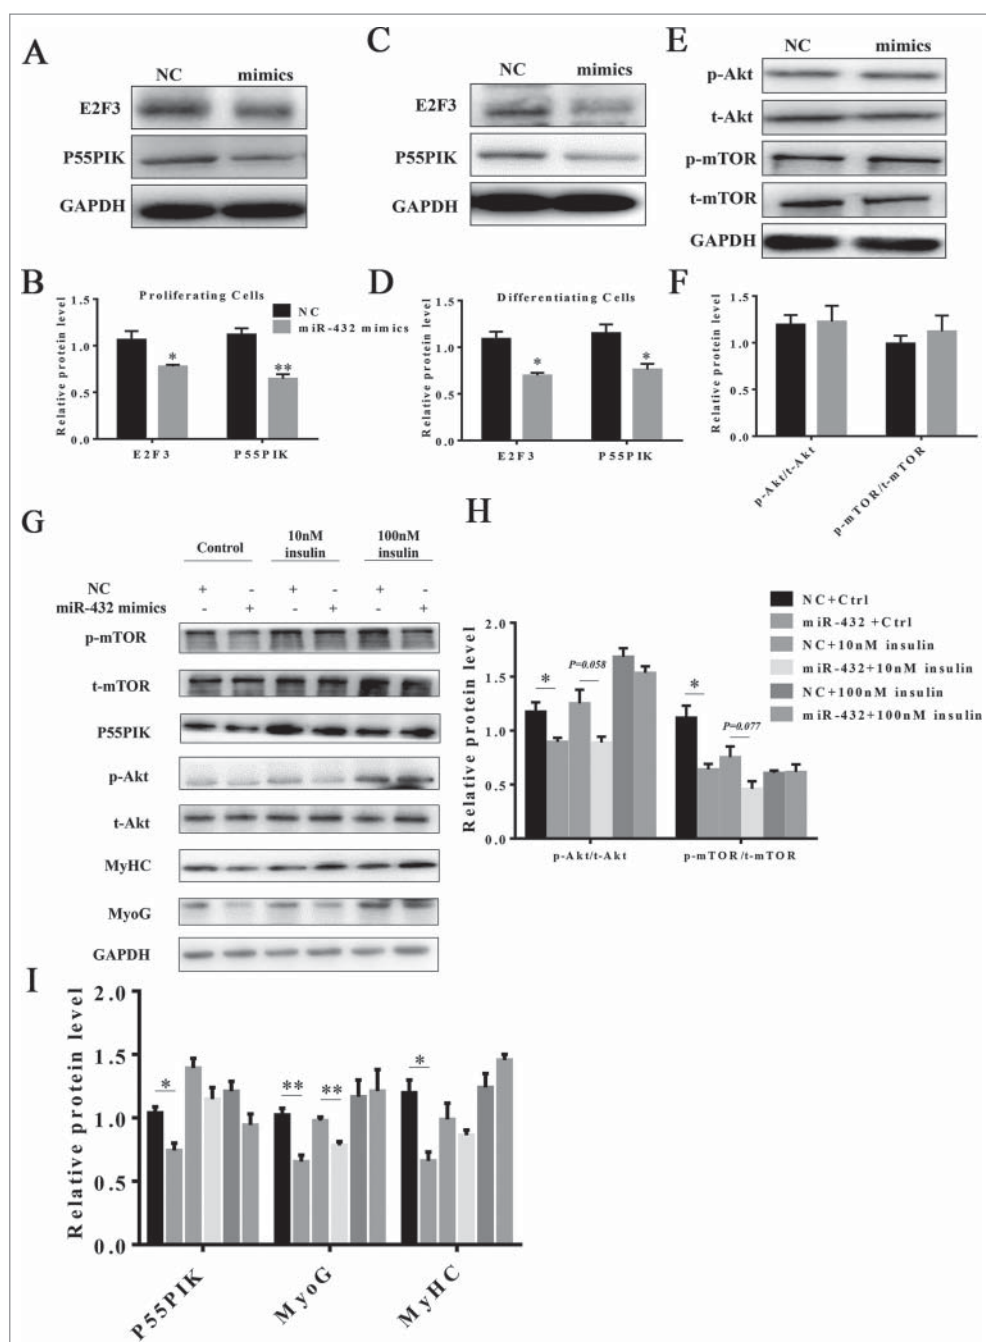 A
NC mimics
E2F3
P55PIK
GAPDH
C
NC mimics
E2F3
P55PIK
GAPDH
E
NC mimics
p-Akt
t-Akt
p-mTOR
t-mTOR
GAPDH
B
Proliferating Cells
Relative protein level
1.5
1.0
0.5
0.0
NC
miR-432 mimics
*
**
E2F3 P55PIK
D
Differentiating Cells
Relative protein level
1.5
1.0
0.5
0.0
*
*
E2F3 P55PIK
F
Relative protein level
1.5
1.0
0.5
0.0
p-Akt/t-Akt
p-mTOR/t-mTOR
G
Control 10nM insulin 100nM insulin
NC + - + - + -
miR-432 mimics - + - + - +
p-mTOR
t-mTOR
P55PIK
p-Akt
t-Akt
MyHC
MyoG
GAPDH
H
NC+Ctrl
miR-432 +Ctrl
NC+10nM insulin
miR-432+10nM insulin
NC+100nM insulin
miR-432+100nM insulin
Relative protein level
2.0
1.5
1.0
0.5
0.0
*
P=0.058
*
P=0.077
p-Akt/t-Akt p-mTOR/t-mTOR
I
Relative protein level
2.0
1.5
1.0
0.5
0.0
*
**
**
*
P55PIK
MyoG
MyHC